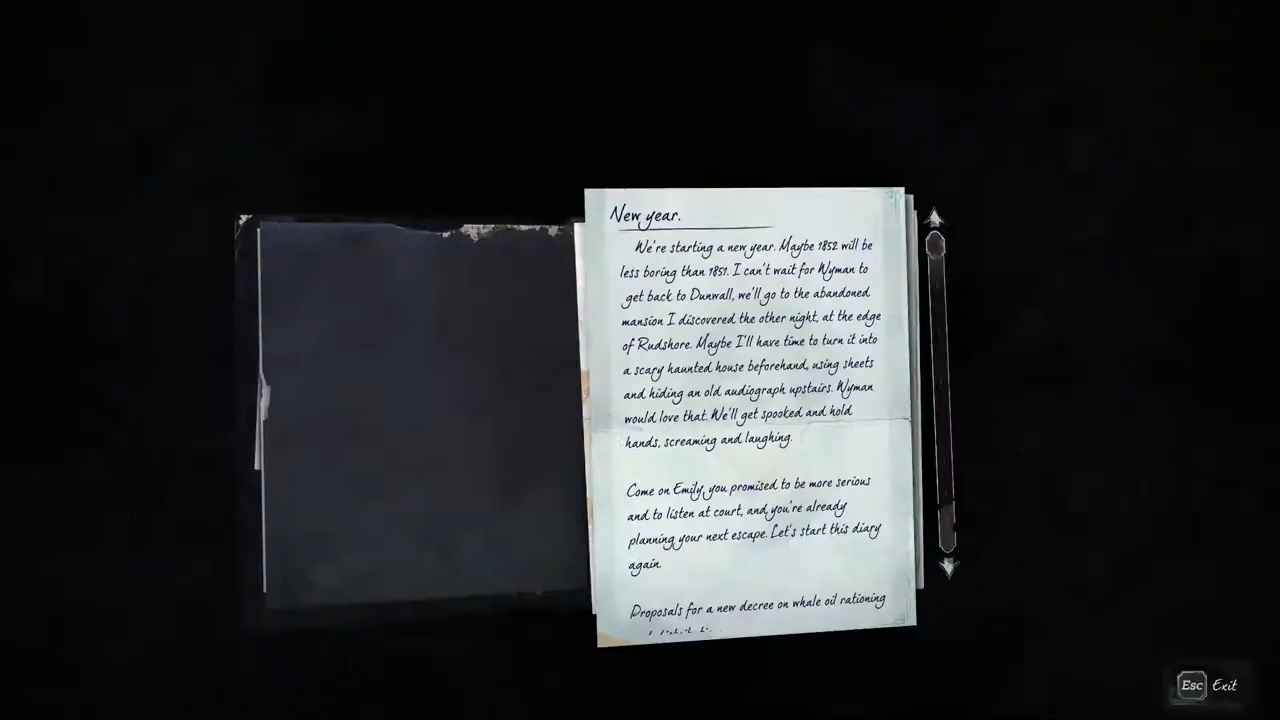 New year.
We're starting a new year. Maybe 1852 will be
less boring than 1851. I can't wait for Wyman to
get back to Dunwall, we'll go to the abandoned
mansion I discovered the other night, at the edge
of Rudshore. Maybe I'll have time to turn it into
a scary haunted house beforehand, using sheets
and hiding an old audiograph upstairs. Wyman
would love that. We'll get spooked and hold
hands, screaming and laughing.
Come on Emily, you promised to be more serious
and to listen at court, and you're already
planning your next escape. Let's start this diary
again.
Proposals for a new decree on whale oil rationing
Esc Exit